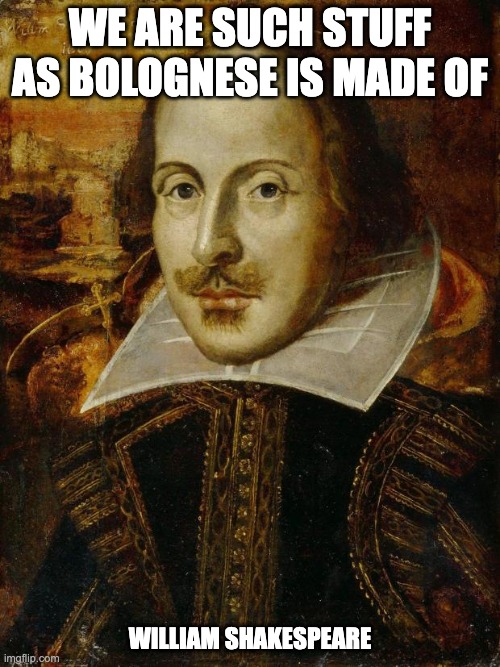 WE ARE SUCH STUFF
AS BOLOGNESE IS MADE OF
WILLIAM SHAKESPEARE
imgflip.com